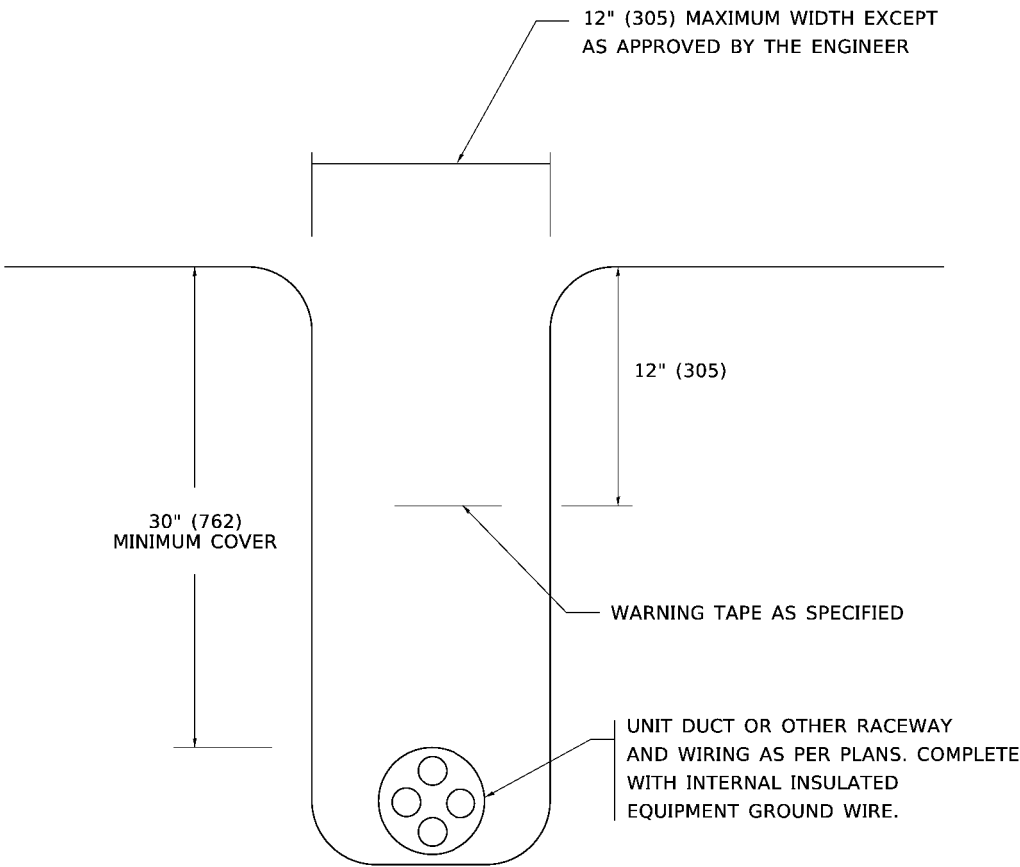 12" (305) MAXIMUM WIDTH EXCEPT
AS APPROVED BY THE ENGINEER
12" (305)
30" (762)
MINIMUM COVER
WARNING TAPE AS SPECIFIED
UNIT DUCT OR OTHER RACEWAY
AND WIRING AS PER PLANS. COMPLETE
WITH INTERNAL INSULATED
EQUIPMENT GROUND WIRE.